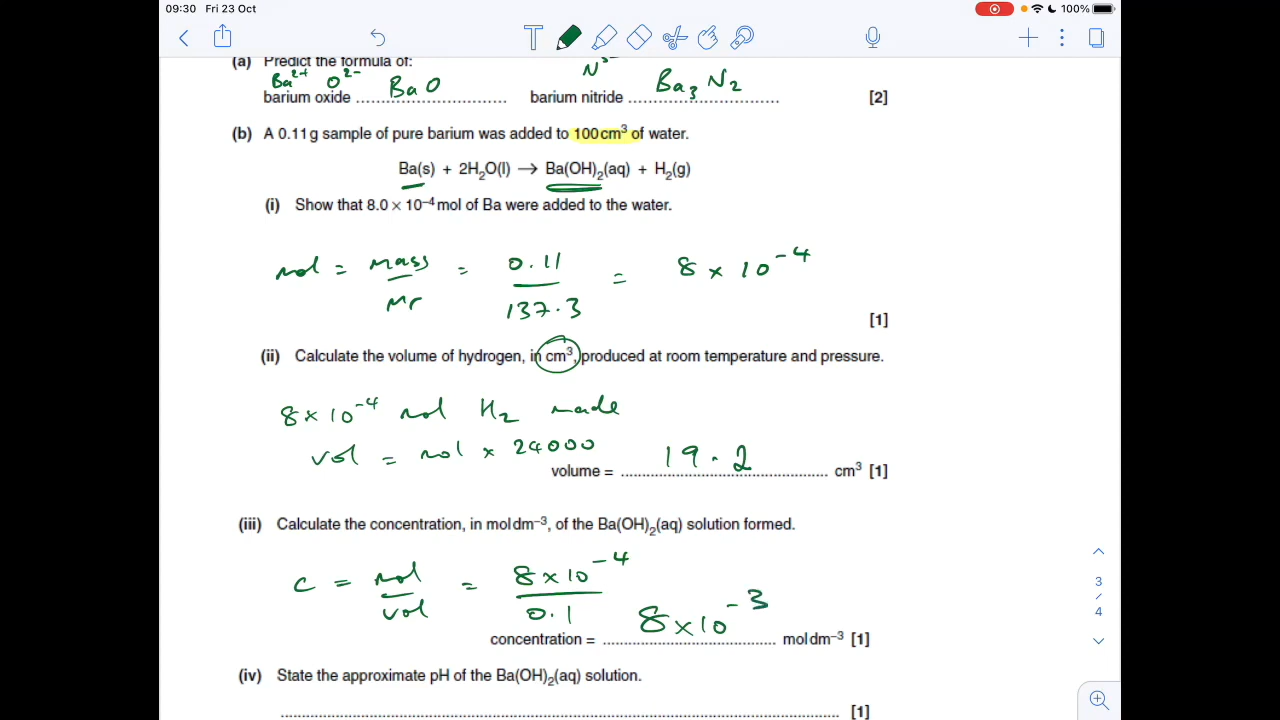 09:30 Fri 23 Oct 100%
(a) Predict the formula of:
Ba²⁺ O²⁻ BaO N³⁻ Ba₃N₂
barium oxide .................................. barium nitride .................................. [2]
(b) A 0.11 g sample of pure barium was added to 100 cm³ of water.
Ba(s) + 2H₂O(l) → Ba(OH)₂(aq) + H₂(g)
(i) Show that 8.0 × 10⁻⁴ mol of Ba were added to the water.
mol = mass / Mr = 0.11 / 137.3 = 8 × 10⁻⁴
[1]
(ii) Calculate the volume of hydrogen, in cm³, produced at room temperature and pressure.
8 × 10⁻⁴ mol H₂ made
vol = mol × 24000
volume = 19.2 cm³ [1]
(iii) Calculate the concentration, in mol dm⁻³, of the Ba(OH)₂(aq) solution formed.
c = mol / vol = 8 × 10⁻⁴ / 0.1
concentration = 8 × 10⁻³ mol dm⁻³ [1]
(iv) State the approximate pH of the Ba(OH)₂(aq) solution.
.................................................................. [1]
3 / 4